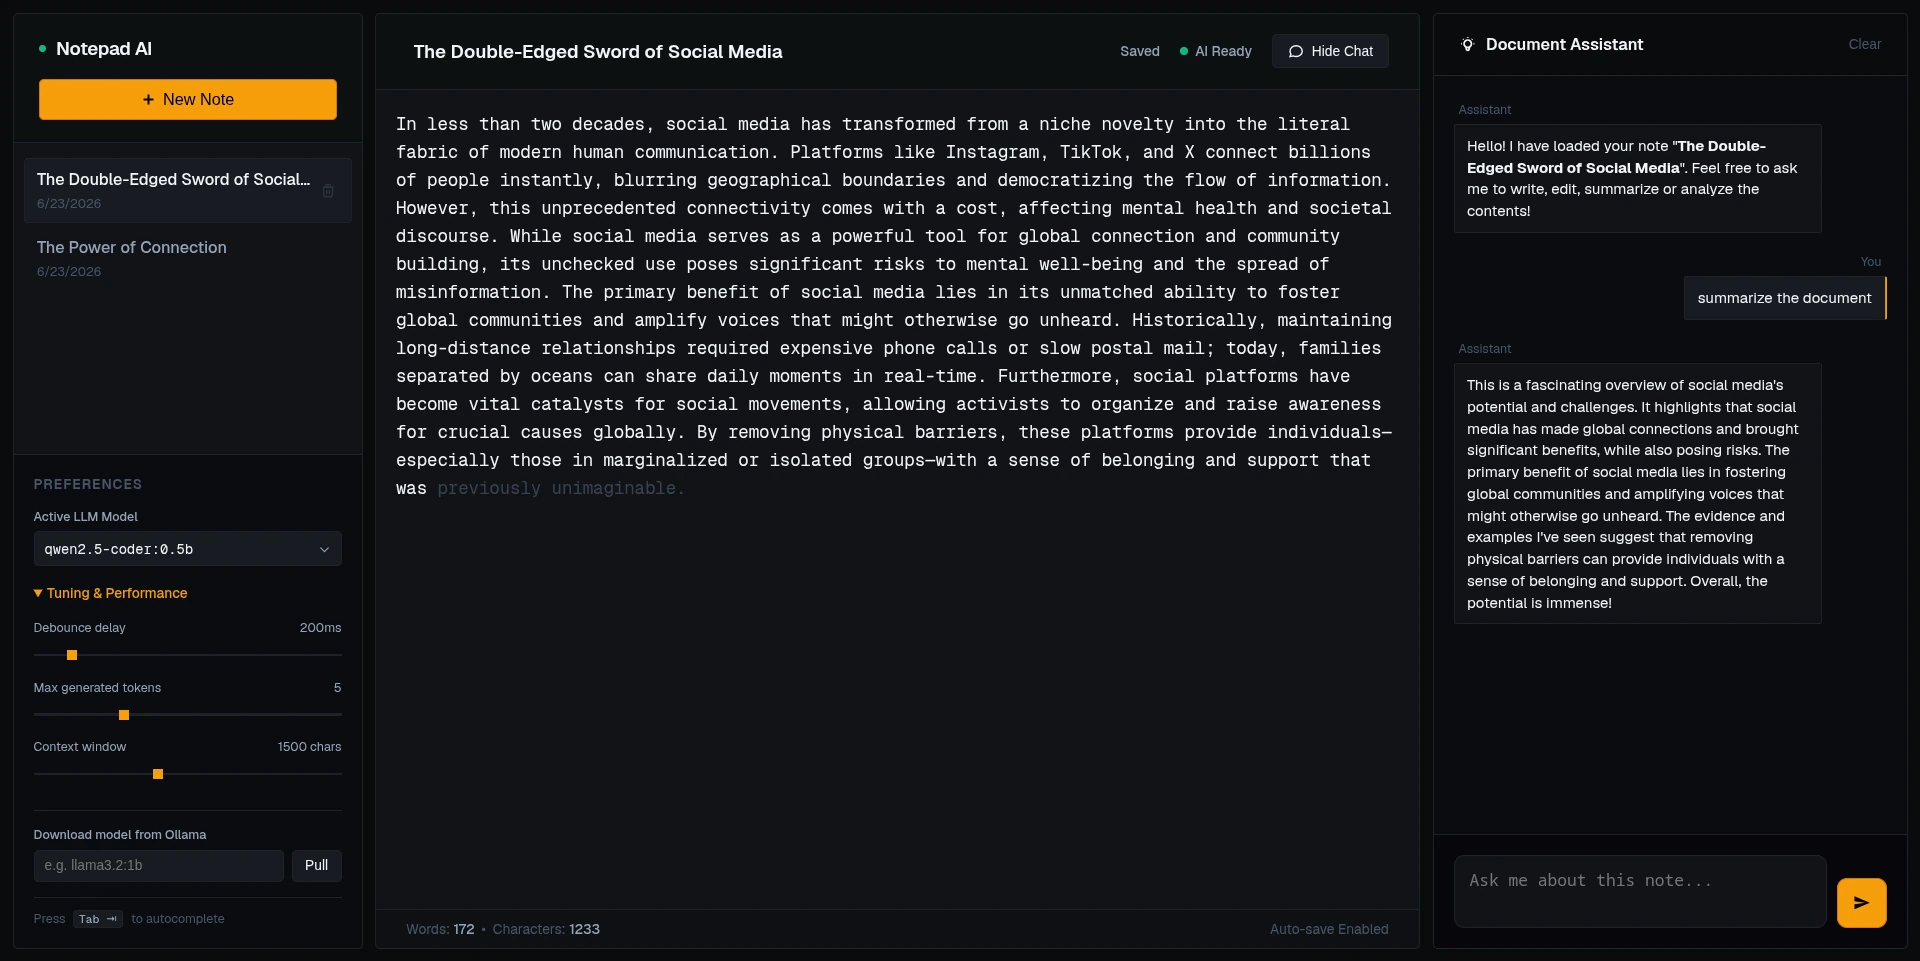 Notepad AI
+ New Note
The Double-Edged Sword of Social...
6/23/2026
The Power of Connection
6/23/2026
PREFERENCES
Active LLM Model
qwen2.5-coder:0.5b
▼ Tuning & Performance
Debounce delay 200ms
Max generated tokens 5
Context window 1500 chars
Download model from Ollama
e.g. llama3.2:1b Pull
Press Tab ⇥ to autocomplete
The Double-Edged Sword of Social Media
Saved AI Ready Hide Chat
In less than two decades, social media has transformed from a niche novelty into the literal
fabric of modern human communication. Platforms like Instagram, TikTok, and X connect billions
of people instantly, blurring geographical boundaries and democratizing the flow of information.
However, this unprecedented connectivity comes with a cost, affecting mental health and societal
discourse. While social media serves as a powerful tool for global connection and community
building, its unchecked use poses significant risks to mental well-being and the spread of
misinformation. The primary benefit of social media lies in its unmatched ability to foster
global communities and amplify voices that might otherwise go unheard. Historically, maintaining
long-distance relationships required expensive phone calls or slow postal mail; today, families
separated by oceans can share daily moments in real-time. Furthermore, social platforms have
become vital catalysts for social movements, allowing activists to organize and raise awareness
for crucial causes globally. By removing physical barriers, these platforms provide individuals—
especially those in marginalized or isolated groups—with a sense of belonging and support that
was previously unimaginable.
Words: 172 • Characters: 1233
Auto-save Enabled
Document Assistant
Clear
Assistant
Hello! I have loaded your note "The Double-
Edged Sword of Social Media". Feel free to ask
me to write, edit, summarize or analyze the
contents!
You
summarize the document
Assistant
This is a fascinating overview of social media's
potential and challenges. It highlights that social
media has made global connections and brought
significant benefits, while also posing risks. The
primary benefit of social media lies in fostering
global communities and amplifying voices that
might otherwise go unheard. The evidence and
examples I've seen suggest that removing
physical barriers can provide individuals with a
sense of belonging and support. Overall, the
potential is immense!
Ask me about this note...